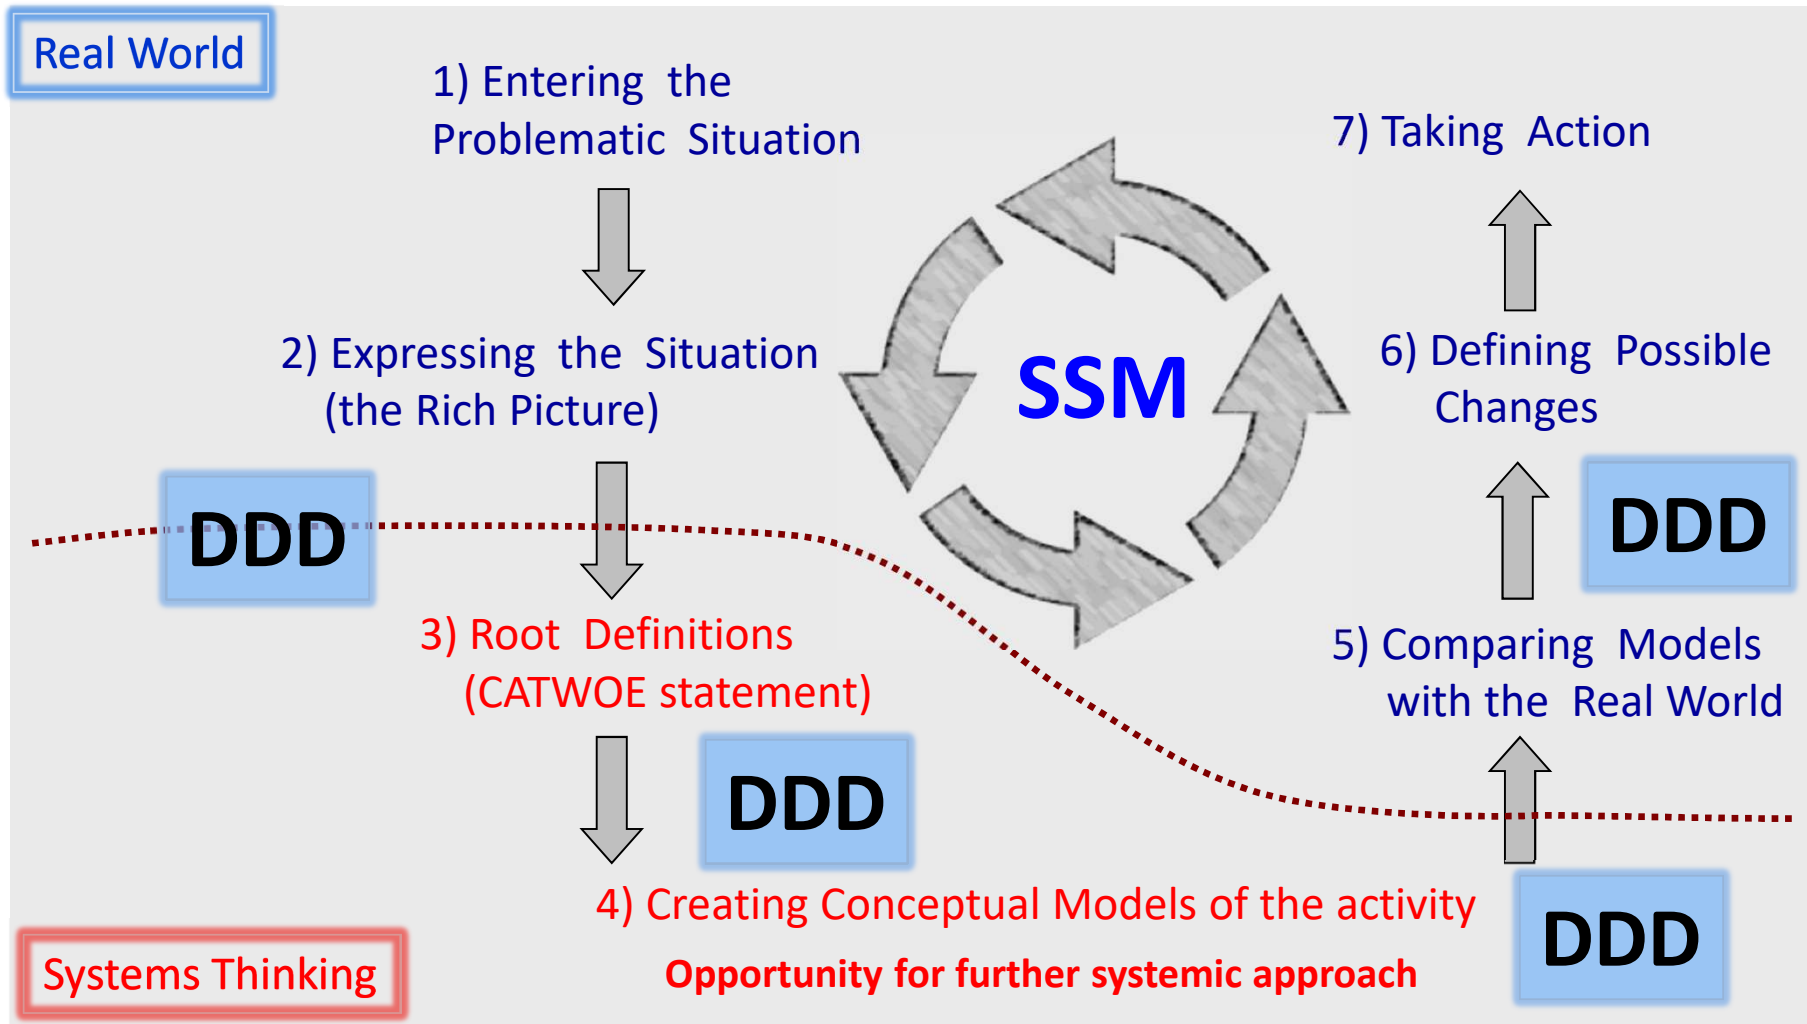 Real World
1) Entering the
Problematic Situation
7) Taking Action
2) Expressing the Situation
(the Rich Picture)
SSM
6) Defining Possible
Changes
DDD
DDD
3) Root Definitions
(CATWOE statement)
5) Comparing Models
with the Real World
DDD
4) Creating Conceptual Models of the activity
DDD
Systems Thinking
Opportunity for further systemic approach